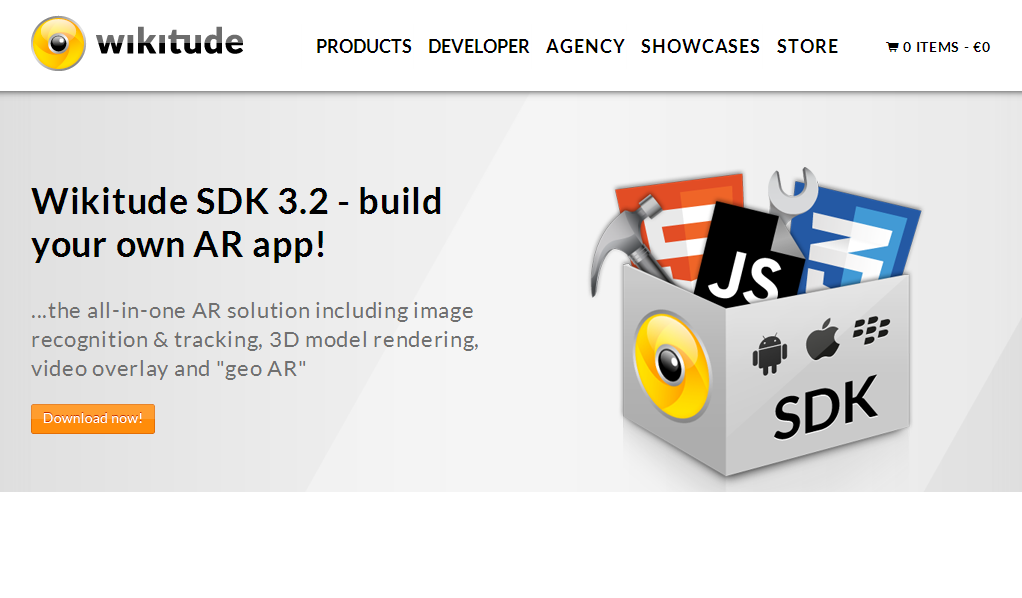 wikitude
PRODUCTS DEVELOPER AGENCY SHOWCASES STORE 0 ITEMS - €0
Wikitude SDK 3.2 - build
your own AR app!
...the all-in-one AR solution including image
recognition & tracking, 3D model rendering,
video overlay and "geo AR"
Download now!
JS
SDK